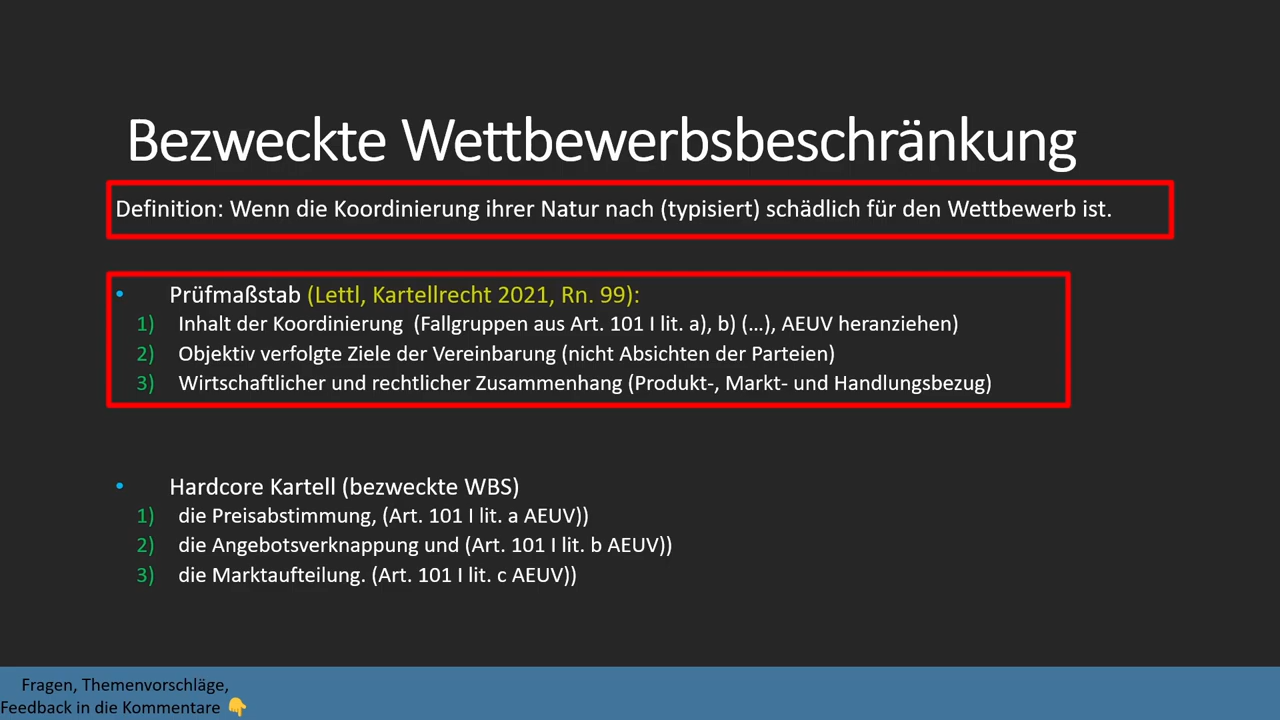 Bezweckte Wettbewerbsbeschränkung
Definition: Wenn die Koordinierung ihrer Natur nach (typisiert) schädlich für den Wettbewerb ist.
• Prüfmaßstab (Lettl, Kartellrecht 2021, Rn. 99):
1) Inhalt der Koordinierung (Fallgruppen aus Art. 101 I lit. a), b) (...), AEUV heranziehen)
2) Objektiv verfolgte Ziele der Vereinbarung (nicht Absichten der Parteien)
3) Wirtschaftlicher und rechtlicher Zusammenhang (Produkt-, Markt- und Handlungsbezug)
• Hardcore Kartell (bezweckte WBS)
1) die Preisabstimmung, (Art. 101 I lit. a AEUV))
2) die Angebotsverknappung und (Art. 101 I lit. b AEUV))
3) die Marktaufteilung. (Art. 101 I lit. c AEUV))
Fragen, Themenvorschläge,
Feedback in die Kommentare 👇